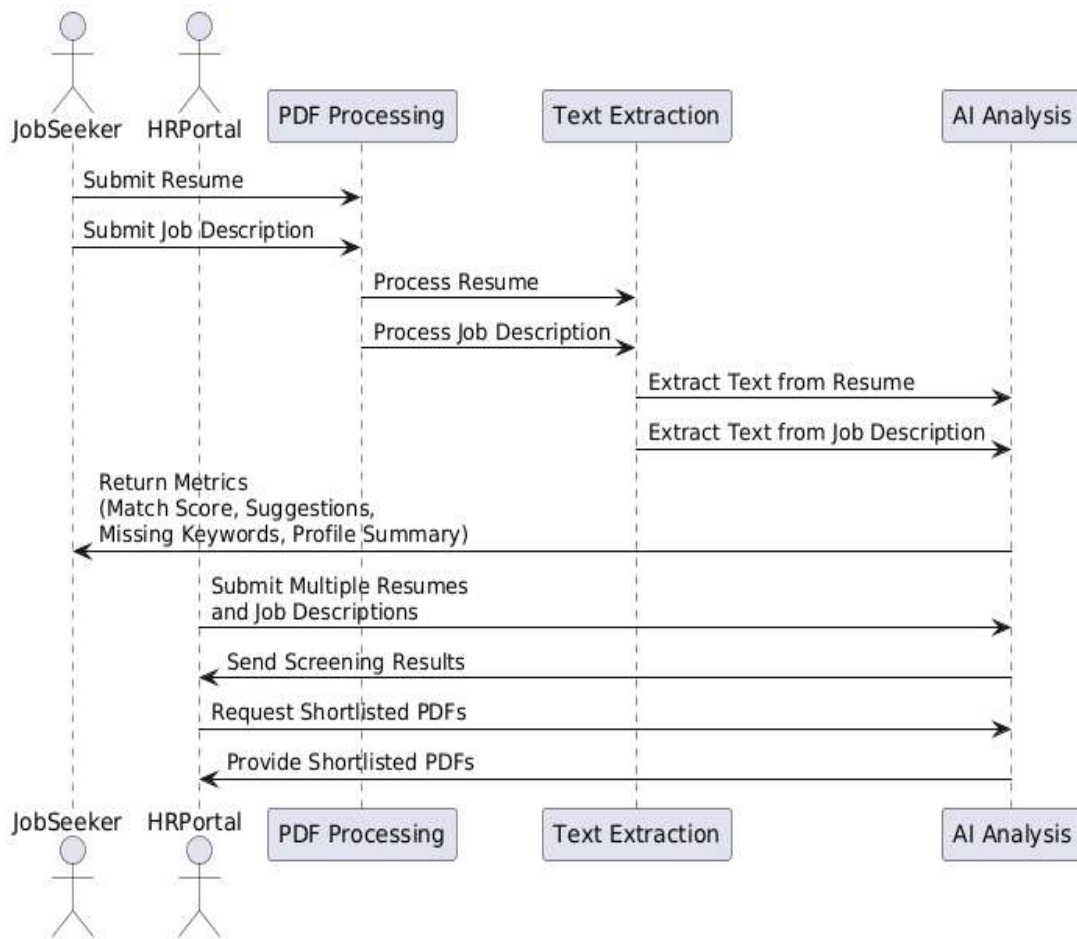 JobSeeker HRPortal PDF Processing Text Extraction AI Analysis
Submit Resume
Submit Job Description
Process Resume
Process Job Description
Extract Text from Resume
Extract Text from Job Description
Return Metrics
(Match Score, Suggestions,
Missing Keywords, Profile Summary)
Submit Multiple Resumes
and Job Descriptions
Send Screening Results
Request Shortlisted PDFs
Provide Shortlisted PDFs
JobSeeker HRPortal PDF Processing Text Extraction AI Analysis